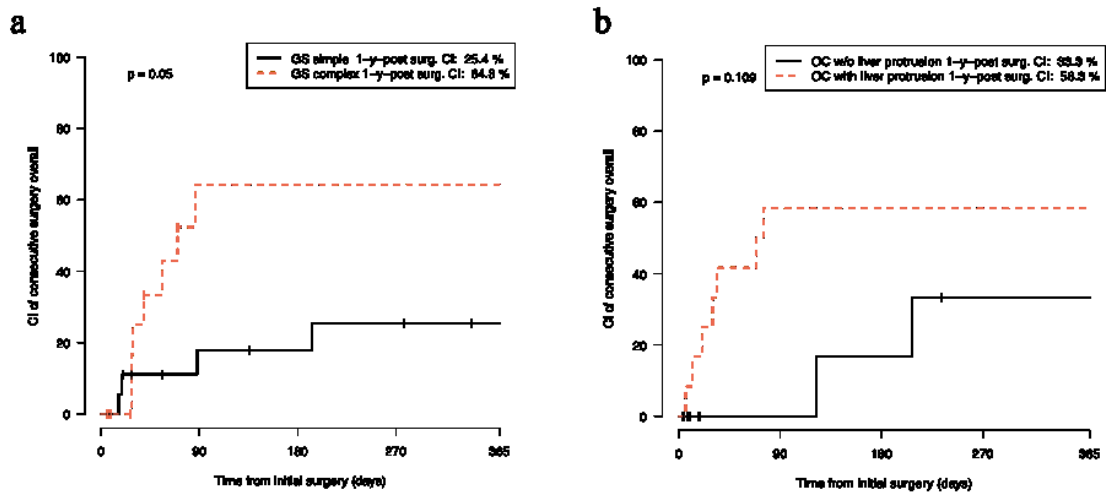 a
GS simple 1-y-post surg. CI: 25.4 %
GS complex 1-y-post surg. CI: %
p = 0.05
CI of consecutive surgery overall
100
80
60
40
20
0
0 90 180 270 365
Time from initial surgery (days)
b
OC w/o liver protrusion 1-y-post surg. CI: 33.3 %
OC with liver protrusion 1-y-post surg. CI: 58.3 %
p = 0.109
CI of consecutive surgery overall
100
80
60
40
20
0
0 90 180 270 365
Time from initial surgery (days)